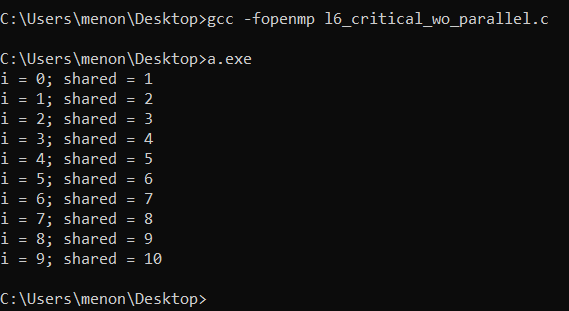 C:\Users\menon\Desktop>gcc -fopenmp l6_critical_wo_parallel.c
C:\Users\menon\Desktop>a.exe
i = 0; shared = 1
i = 1; shared = 2
i = 2; shared = 3
i = 3; shared = 4
i = 4; shared = 5
i = 5; shared = 6
i = 6; shared = 7
i = 7; shared = 8
i = 8; shared = 9
i = 9; shared = 10
C:\Users\menon\Desktop>